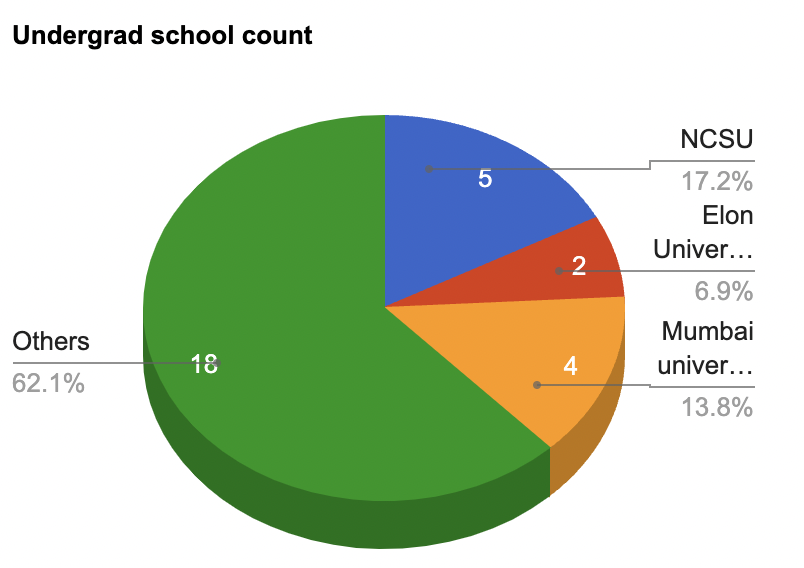 Undergrad school count
NCSU
17.2%
5
Elon
Univer…
6.9%
2
Mumbai
univer…
13.8%
4
Others
62.1%
18